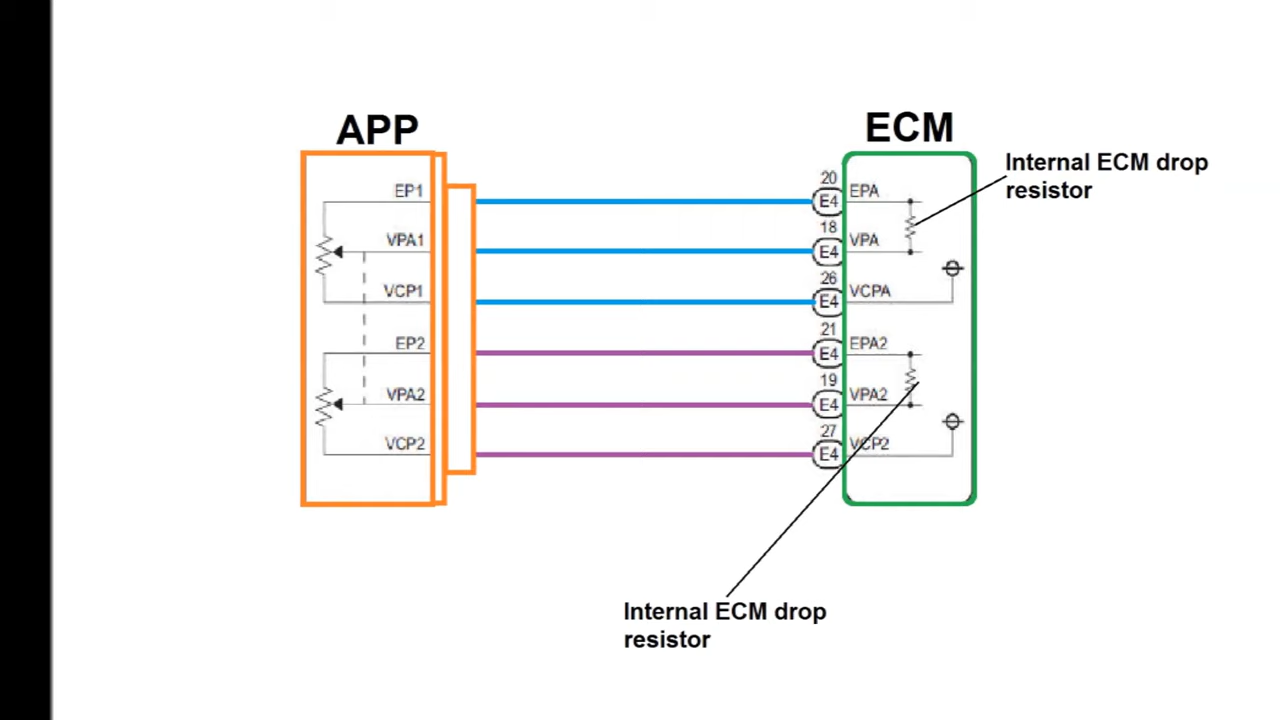 APP
ECM
Internal ECM drop
resistor
EP1
20
E4
EPA
VPA1
18
E4
VPA
VCP1
26
E4
VCPA
EP2
21
E4
EPA2
VPA2
19
E4
VPA2
VCP2
27
E4
VCP2
Internal ECM drop
resistor